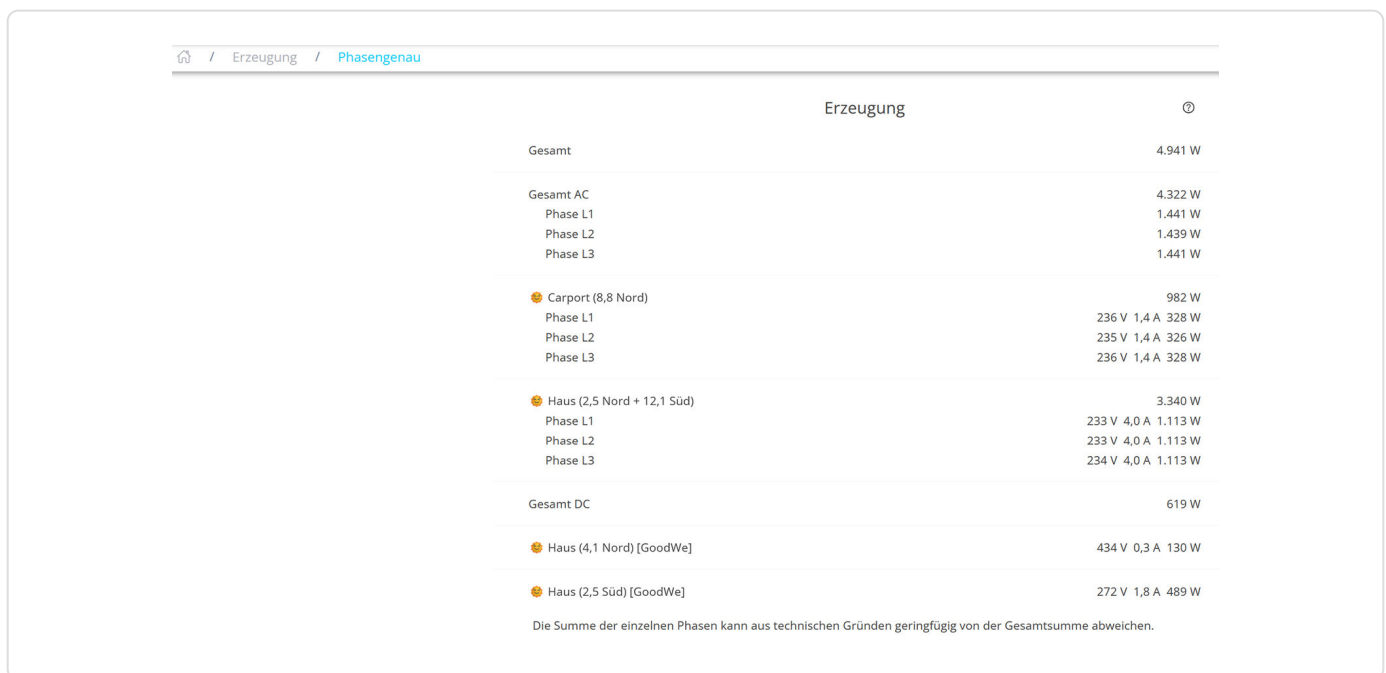 / Erzeugung / Phasengenau
Erzeugung
Gesamt 4.941 W
Gesamt AC 4.322 W
Phase L1 1.441 W
Phase L2 1.439 W
Phase L3 1.441 W
Carport (8,8 Nord) 982 W
Phase L1 236 V 1,4 A 328 W
Phase L2 235 V 1,4 A 326 W
Phase L3 236 V 1,4 A 328 W
Haus (2,5 Nord + 12,1 Süd) 3.340 W
Phase L1 233 V 4,0 A 1.113 W
Phase L2 233 V 4,0 A 1.113 W
Phase L3 234 V 4,0 A 1.113 W
Gesamt DC 619 W
Haus (4,1 Nord) [GoodWe] 434 V 0,3 A 130 W
Haus (2,5 Süd) [GoodWe] 272 V 1,8 A 489 W
Die Summe der einzelnen Phasen kann aus technischen Gründen geringfügig von der Gesamtsumme abweichen.